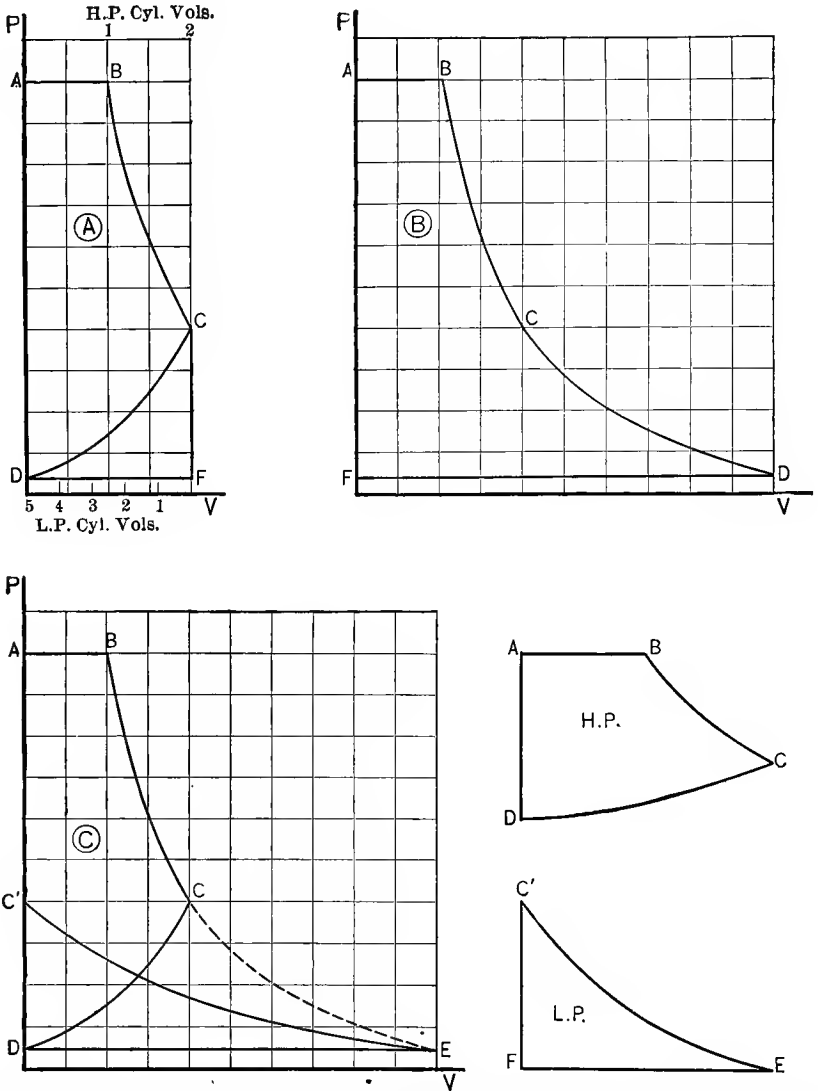 P
H.P. Cyl. Vols.
1 2
A B
Ⓐ
C
D F
5 4 3 2 1 V
L.P. Cyl. Vols.
P
A B
Ⓑ
C
F D
V
P
A B
Ⓒ
C' C
D E
V
A B
H.P.
C
D
C'
L.P.
F E